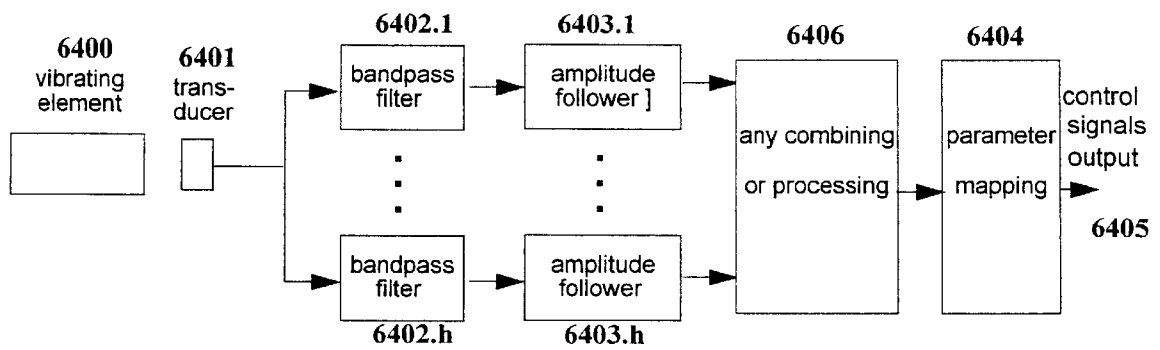 6400
vibrating
element
6401
trans-
ducer
6402.1
bandpass
filter
6403.1
amplitude
follower ]
bandpass
filter
6402.h
amplitude
follower
6403.h
6406
any combining
or processing
6404
parameter
mapping
control
signals
output
6405